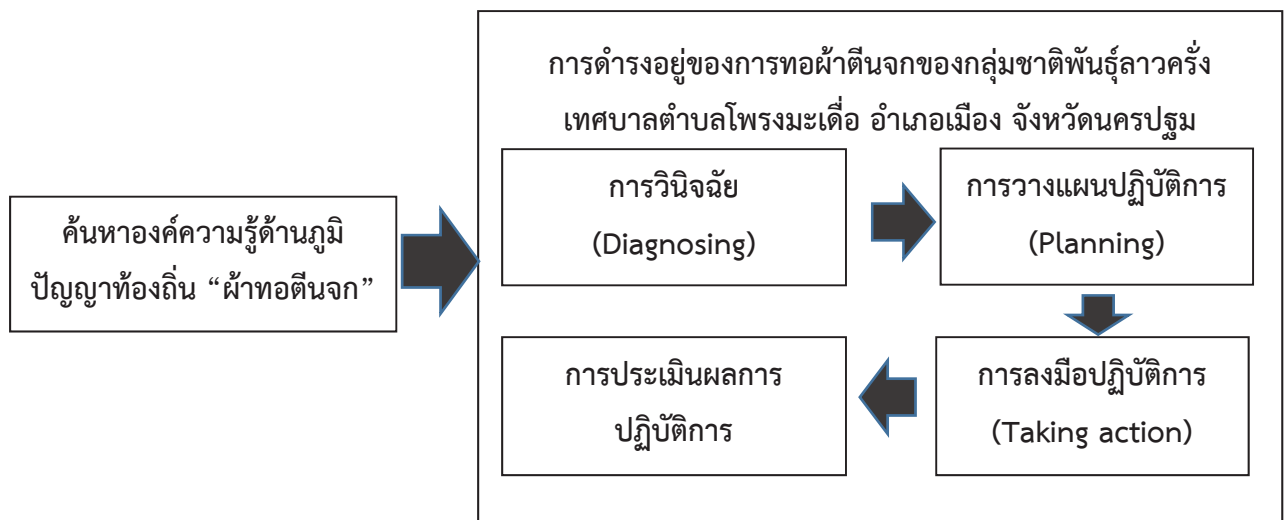 การดำรงอยู่ของการทอผ้าตีนจกของกลุ่มชาติพันธุ์ลาวครั่ง
เทศบาลตำบลโพรงมะเดื่อ อำเภอเมือง จังหวัดนครปฐม
ค้นหาองค์ความรู้ด้านภูมิ
ปัญญาท้องถิ่น “ผ้าทอตีนจก”
การวินิจฉัย
(Diagnosing)
การวางแผนปฏิบัติการ
(Planning)
การลงมือปฏิบัติการ
(Taking action)
การประเมินผลการ
ปฏิบัติการ